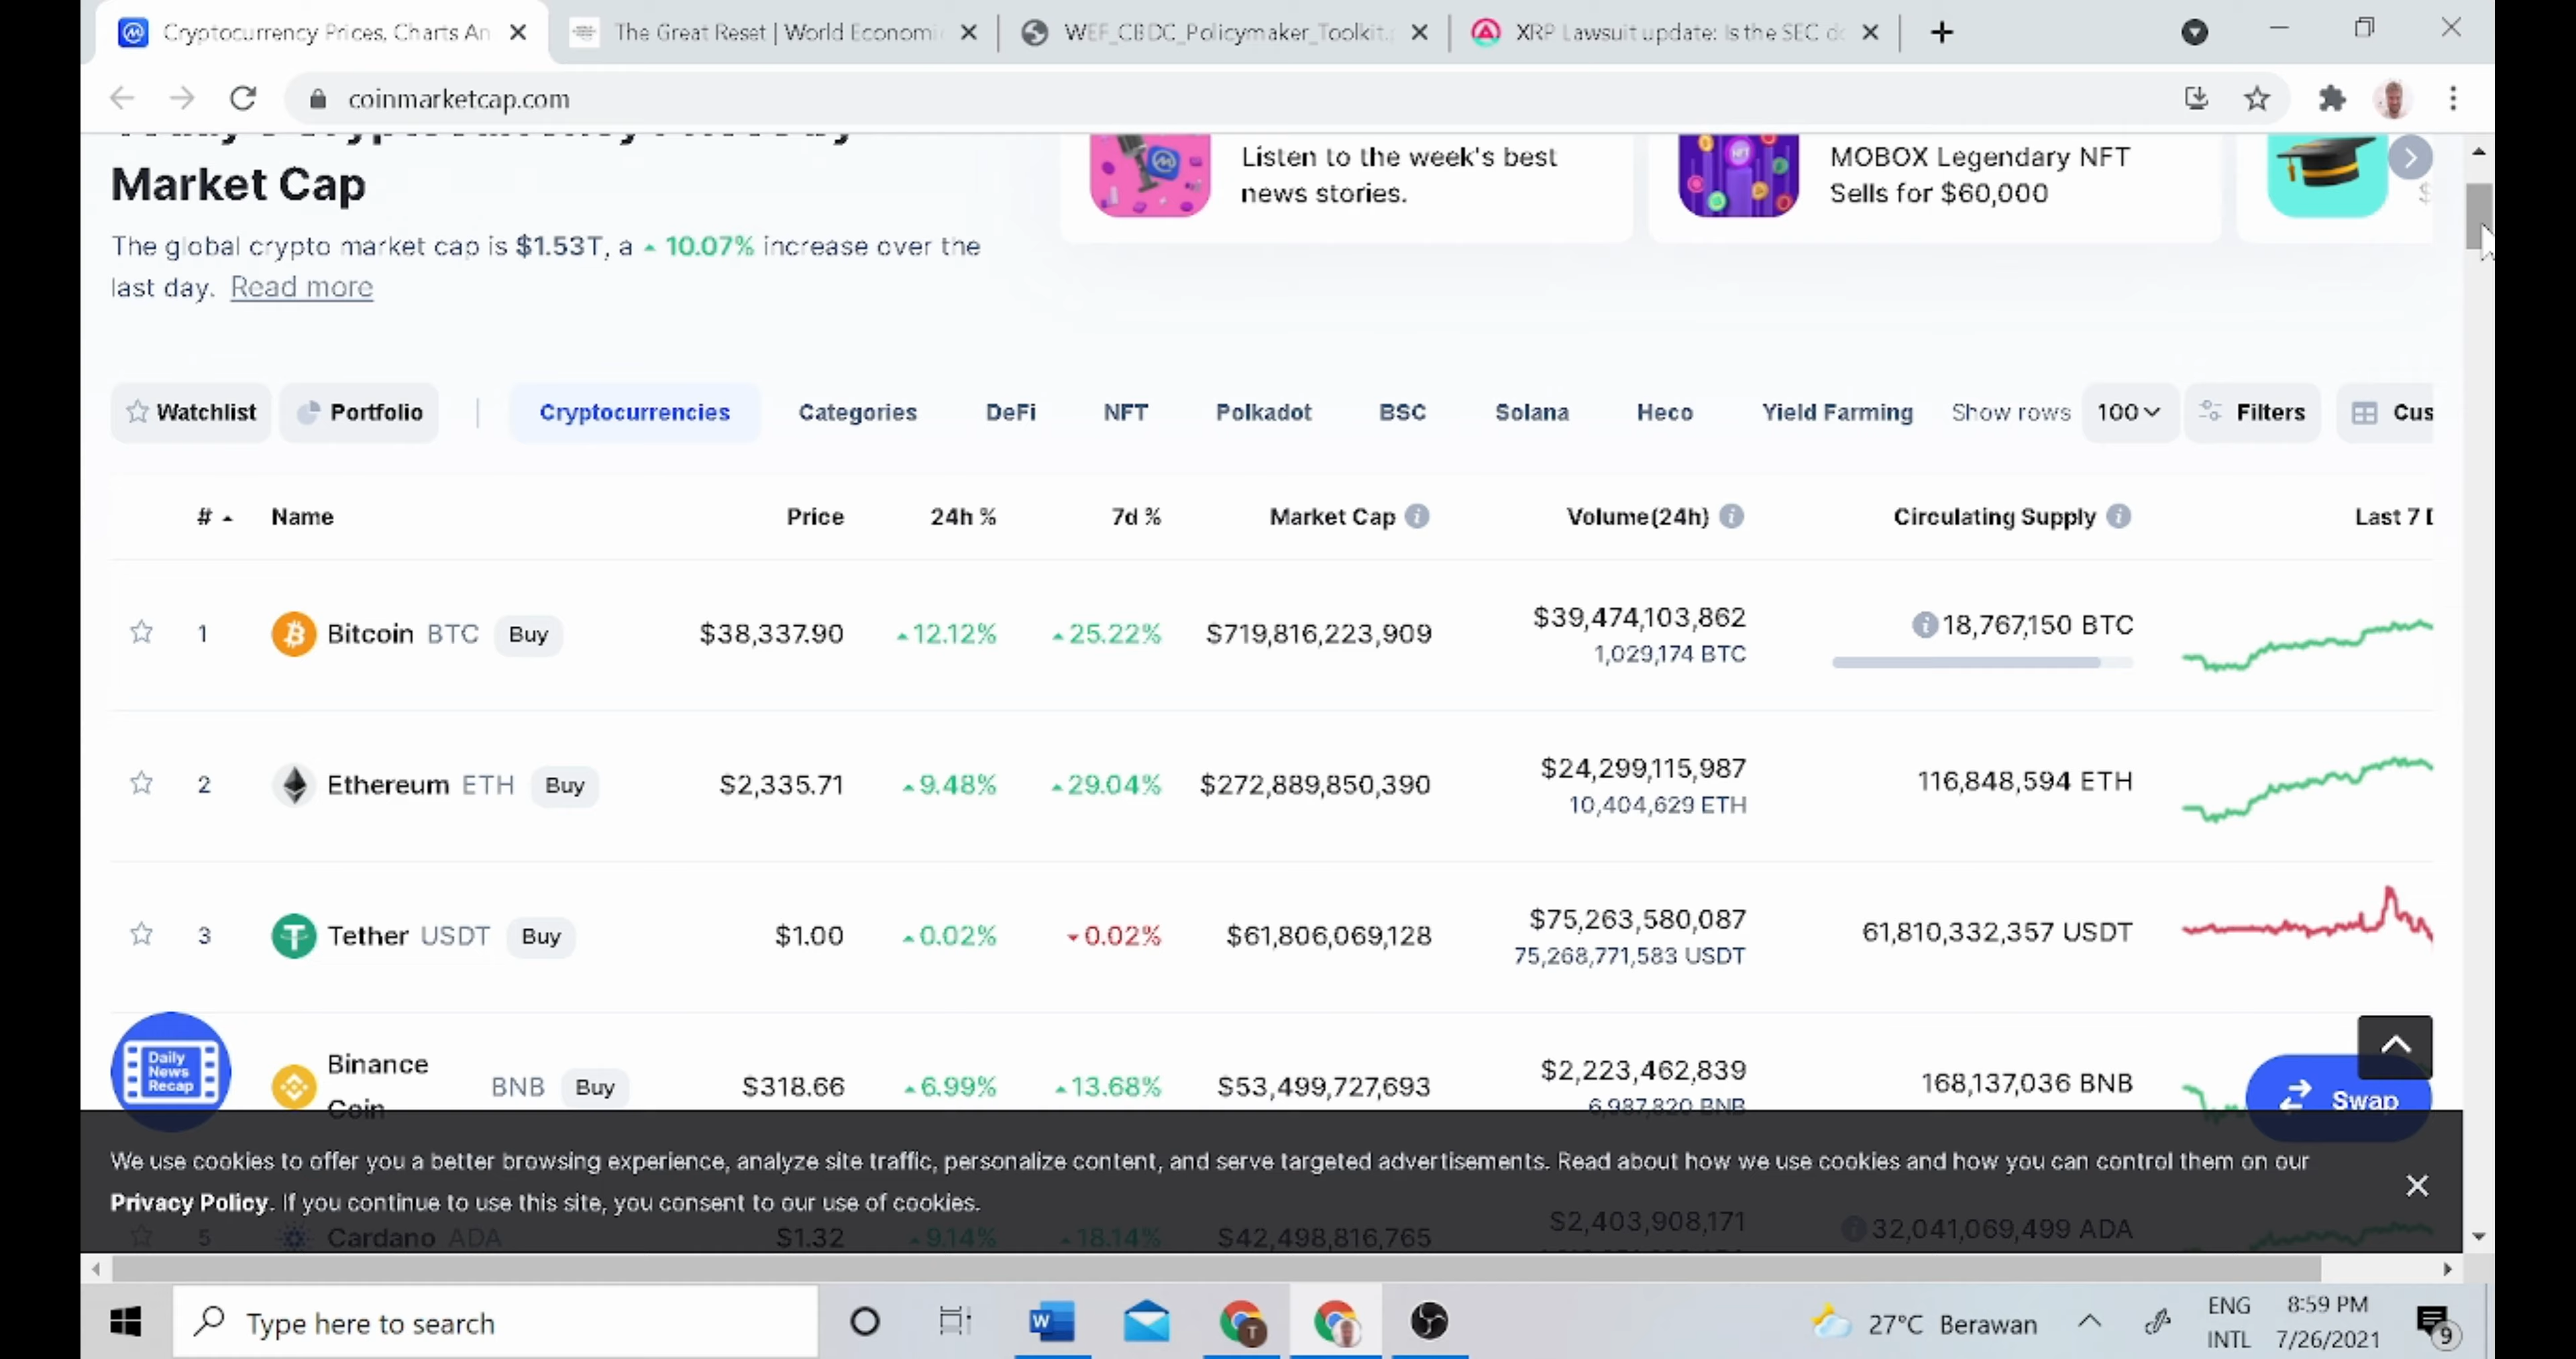 Cryptocurrency Prices, Charts An
The Great Reset | World Economi
WEF_CBDC_Policymaker_Toolkit.
XRP Lawsuit update: Is the SEC do
coinmarketcap.com
Market Cap
The global crypto market cap is $1.53T, a 10.07% increase over the
last day. Read more
Listen to the week's best
news stories.
MOBOX Legendary NFT
Sells for $60,000
Watchlist Portfolio Cryptocurrencies Categories DeFi NFT Polkadot BSC Solana Heco Yield Farming Show rows 100 Filters Cus
# Name Price 24h % 7d % Market Cap Volume(24h) Circulating Supply Last 7 D
1 Bitcoin BTC Buy $38,337.90 12.12% 25.22% $719,816,223,909 $39,474,103,862 18,767,150 BTC
1,029,174 BTC
2 Ethereum ETH Buy $2,335.71 9.48% 29.04% $272,889,850,390 $24,299,115,987 116,848,594 ETH
10,404,629 ETH
3 Tether USDT Buy $1.00 0.02% 0.02% $61,806,069,128 $75,263,580,087 61,810,332,357 USDT
75,268,771,583 USDT
Daily
News
Recap
Binance
Coin
BNB Buy $318.66 6.99% 13.68% $53,499,727,693 $2,223,462,839 168,137,036 BNB
6,987,820 BNB
Swap
We use cookies to offer you a better browsing experience, analyze site traffic, personalize content, and serve targeted advertisements. Read about how we use cookies and how you can control them on our
Privacy Policy. If you continue to use this site, you consent to our use of cookies.
5 Cardano ADA $1.32 9.14% 18.14% $42,498,816,765 $2,403,908,171 32,041,069,499 ADA
Type here to search
27°C Berawan
ENG
INTL
8:59 PM
7/26/2021
9